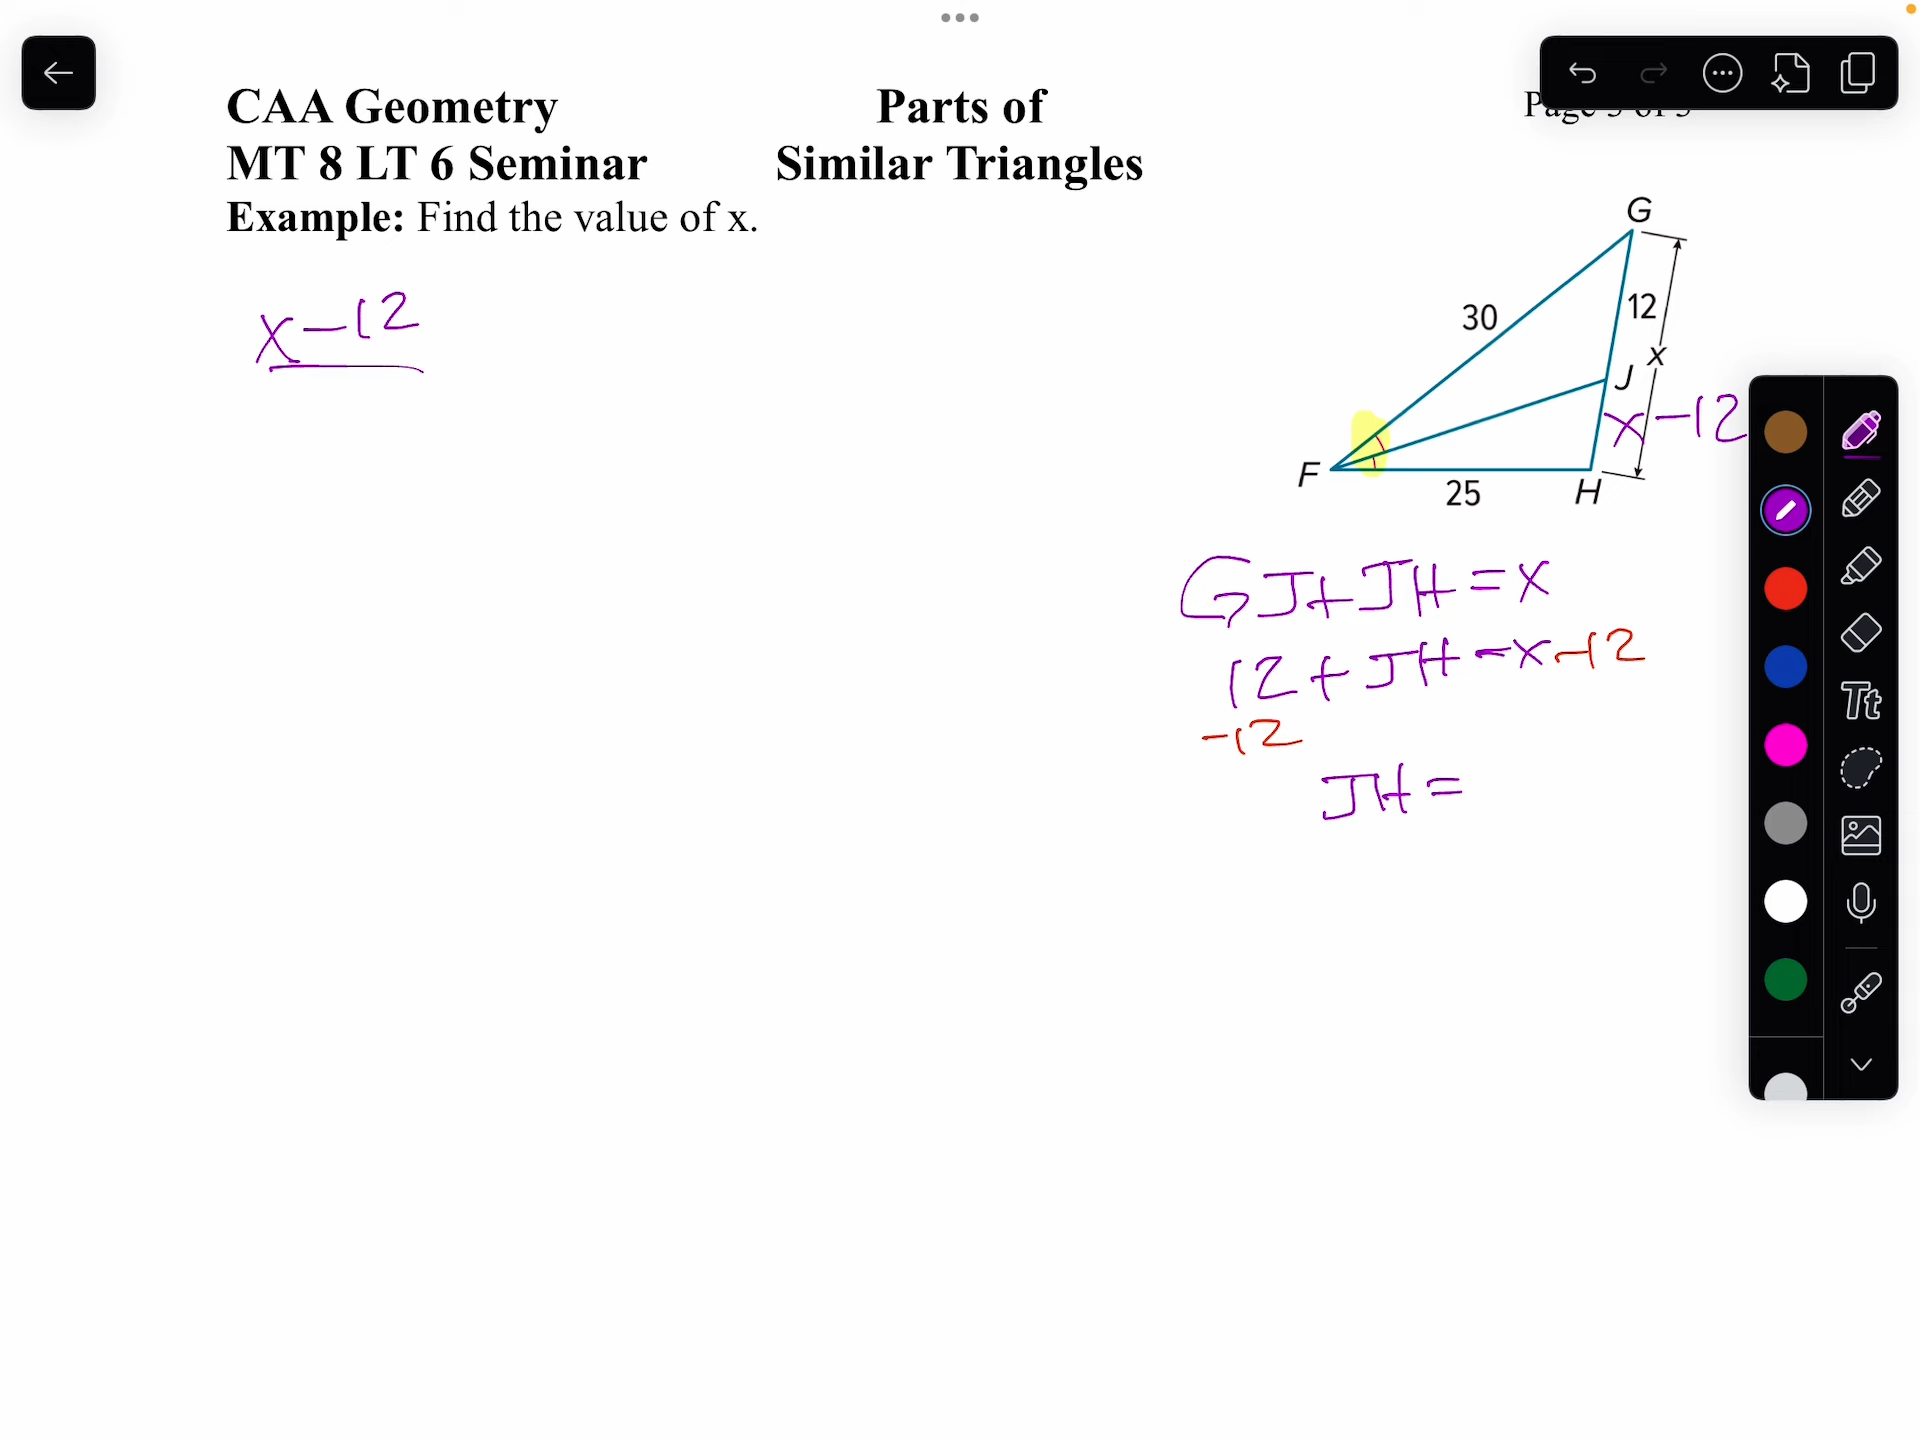 CAA Geometry
MT 8 LT 6 Seminar
Parts of
Similar Triangles
Example: Find the value of x.
x-12
G
30
12
x
J
x-12
F
25
H
GJ+JH=x
12+JH=x-12
-12
JH=
Tt